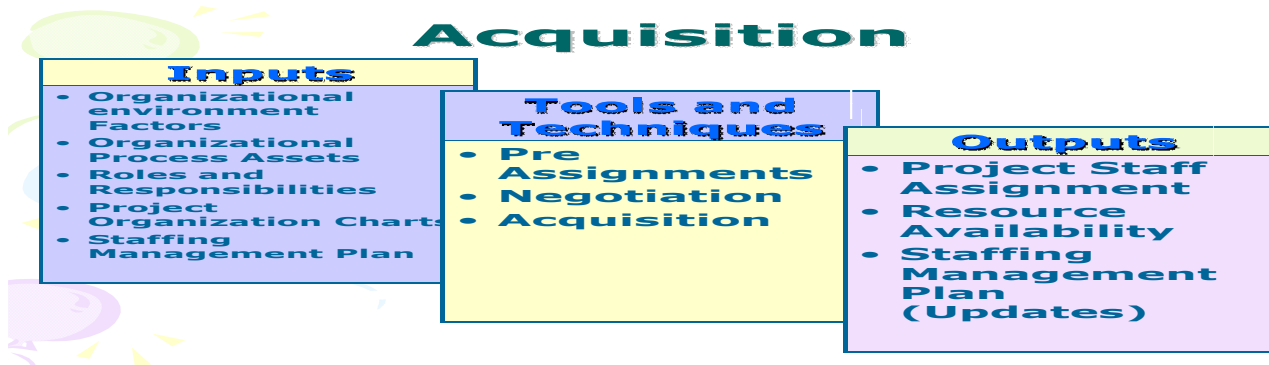 Acquisition
Inputs
• Organizational
environment
Factors
• Organizational
Process Assets
• Roles and
Responsibilities
• Project
Organization Charts
• Staffing
Management Plan
Tools and
Techniques
• Pre
Assignments
• Negotiation
• Acquisition
Outputs
• Project Staff
Assignment
• Resource
Availability
• Staffing
Management
Plan
(Updates)